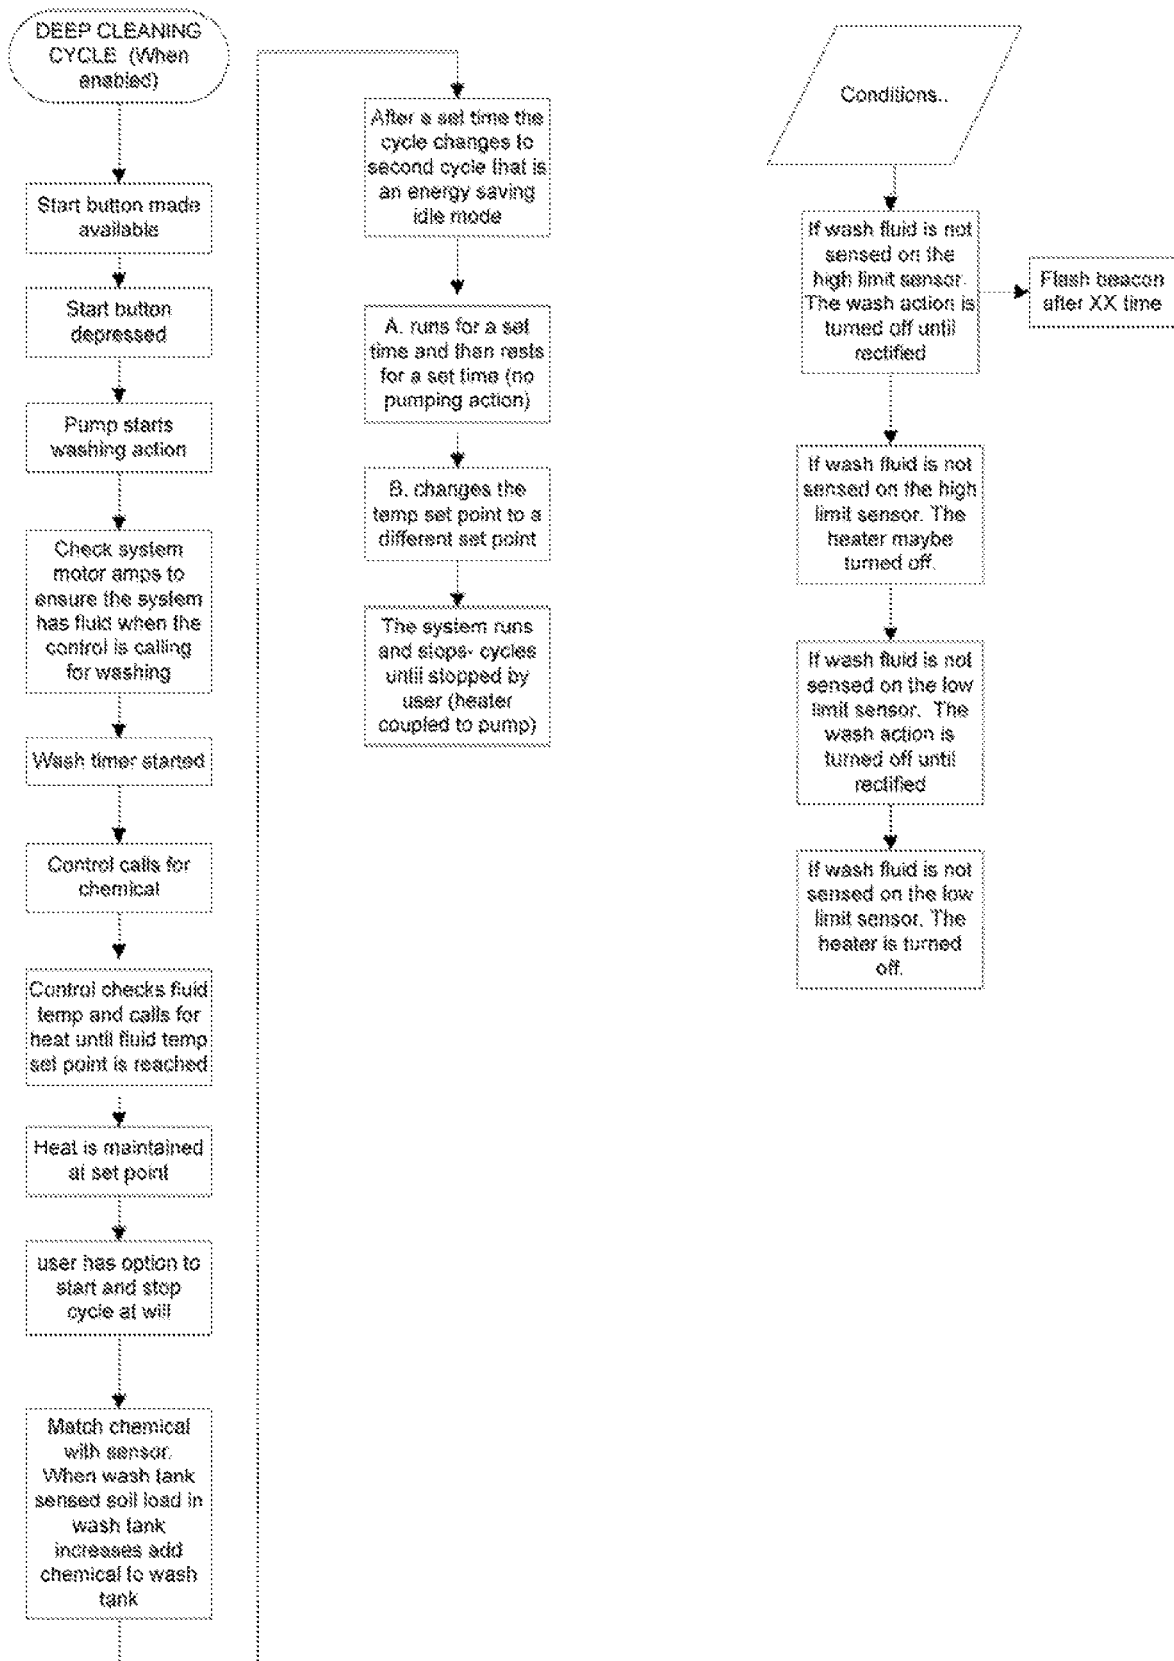 DEEP CLEANING
CYCLE (When
enabled)
Start button made
available
Start button
depressed
Pump starts
washing action
Check system
motor amps to
ensure the system
has fluid when the
control is calling
for washing
Wash timer started
Control calls for
chemical
Control checks fluid
temp and calls for
heat until fluid temp
set point is reached
Heat is maintained
at set point
user has option to
start and stop
cycle at will
Match chemical
with sensor.
When wash tank
sensed soil load in
wash tank
increases add
chemical to wash
tank
After a set time the
cycle changes to
second cycle that is
an energy saving
idle mode
A. runs for a set
time and then rests
for a set time (no
pumping action)
B. changes the
temp set point to a
different set point
The system runs
and stops- cycles
until stopped by
user (heater
coupled to pump)
Conditions..
If wash fluid is not
sensed on the
high limit sensor.
The wash action is
turned off until
rectified
Flash beacon
after XX time
If wash fluid is not
sensed on the high
limit sensor. The
heater maybe
turned off.
If wash fluid is not
sensed on the low
limit sensor. The
wash action is
turned off until
rectified
If wash fluid is not
sensed on the low
limit sensor. The
heater is turned
off.